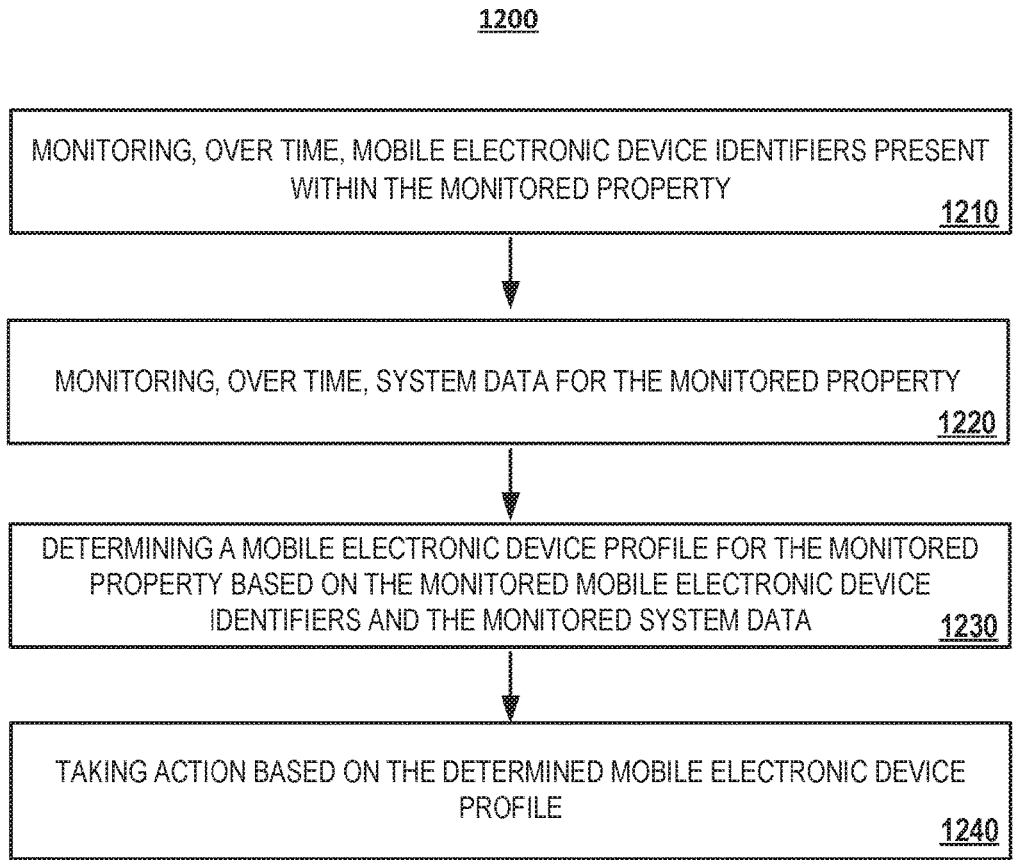 1200
MONITORING, OVER TIME, MOBILE ELECTRONIC DEVICE IDENTIFIERS PRESENT
WITHIN THE MONITORED PROPERTY
1210
MONITORING, OVER TIME, SYSTEM DATA FOR THE MONITORED PROPERTY
1220
DETERMINING A MOBILE ELECTRONIC DEVICE PROFILE FOR THE MONITORED
PROPERTY BASED ON THE MONITORED MOBILE ELECTRONIC DEVICE
IDENTIFIERS AND THE MONITORED SYSTEM DATA
1230
TAKING ACTION BASED ON THE DETERMINED MOBILE ELECTRONIC DEVICE
PROFILE
1240